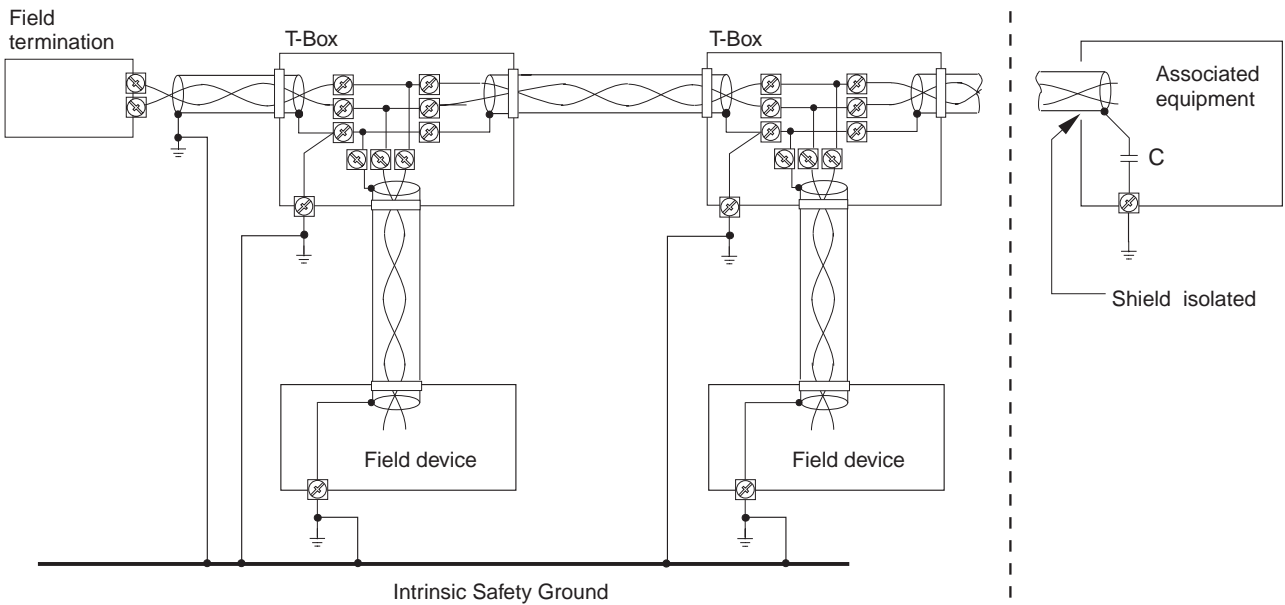 Field
termination
T-Box
T-Box
Associated
equipment
C
Shield isolated
Field device
Field device
Intrinsic Safety Ground